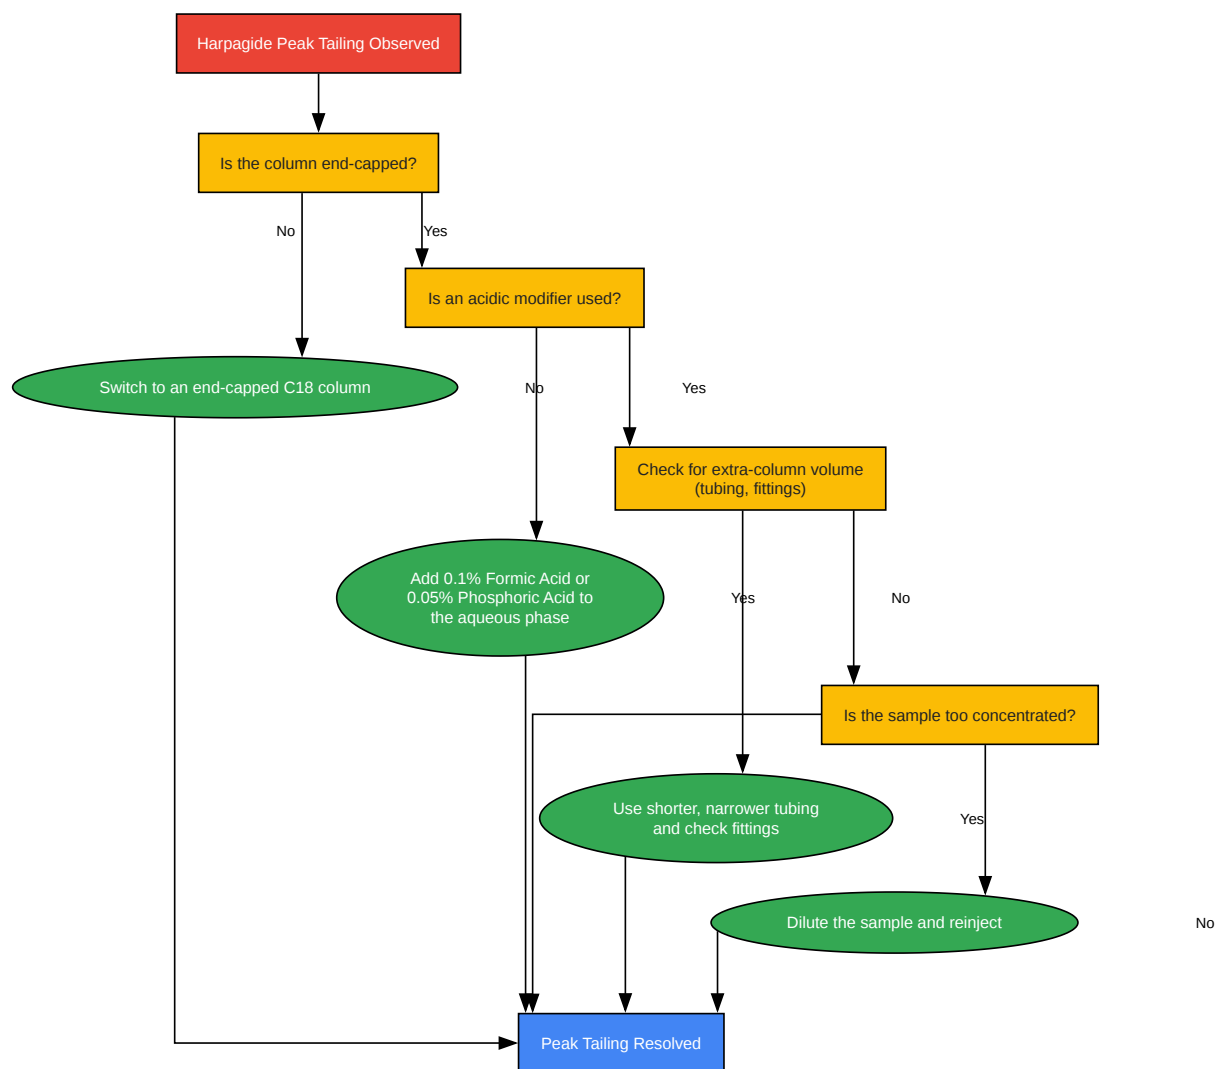 Harpagide Peak Tailing Observed
Is the column end-capped?
No
Yes
Is an acidic modifier used?
Switch to an end-capped C18 column
No
Yes
Check for extra-column volume
(tubing, fittings)
Add 0.1% Formic Acid or
0.05% Phosphoric Acid to
the aqueous phase
Yes
No
Is the sample too concentrated?
Use shorter, narrower tubing
and check fittings
Yes
Dilute the sample and reinject
No
Peak Tailing Resolved